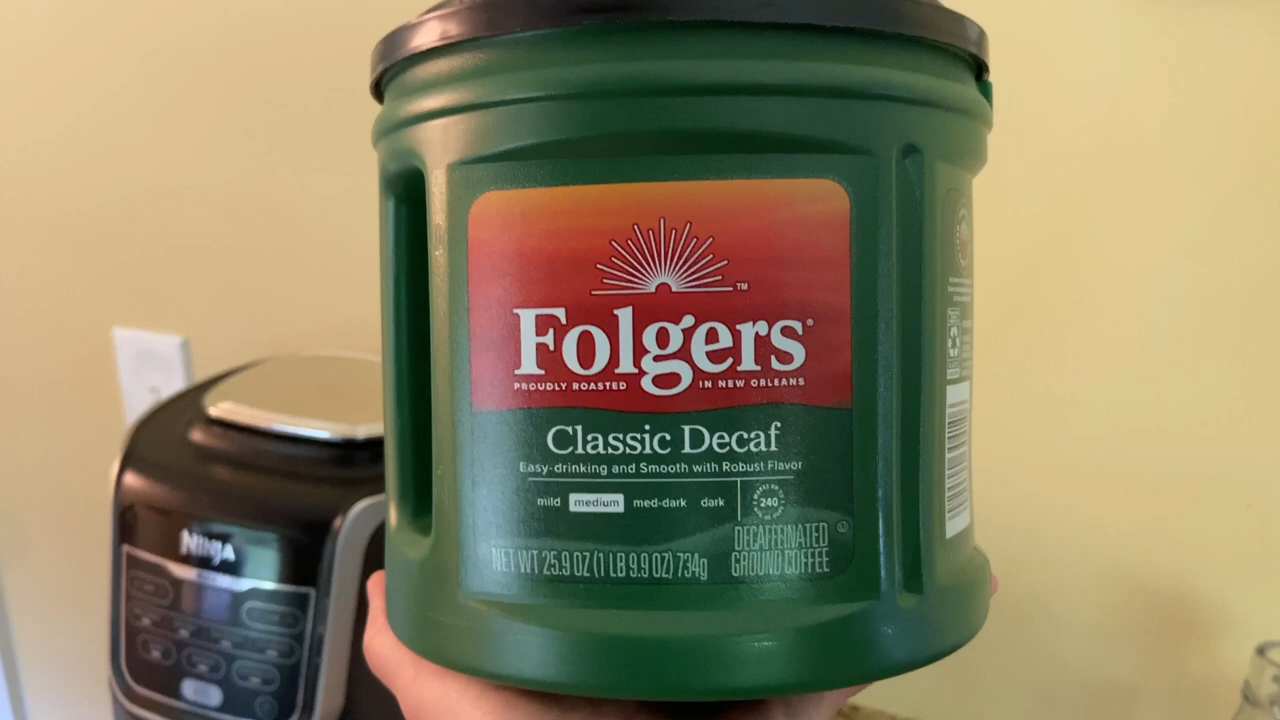 TM
Folgers®
PROUDLY ROASTED IN NEW ORLEANS
Classic Decaf
Easy-drinking and Smooth with Robust Flavor
mild medium med-dark dark
240
DECAFFEINATED
NET WT 25.9 OZ (1 LB 9.9 OZ) 734g GROUND COFFEE
NINJA